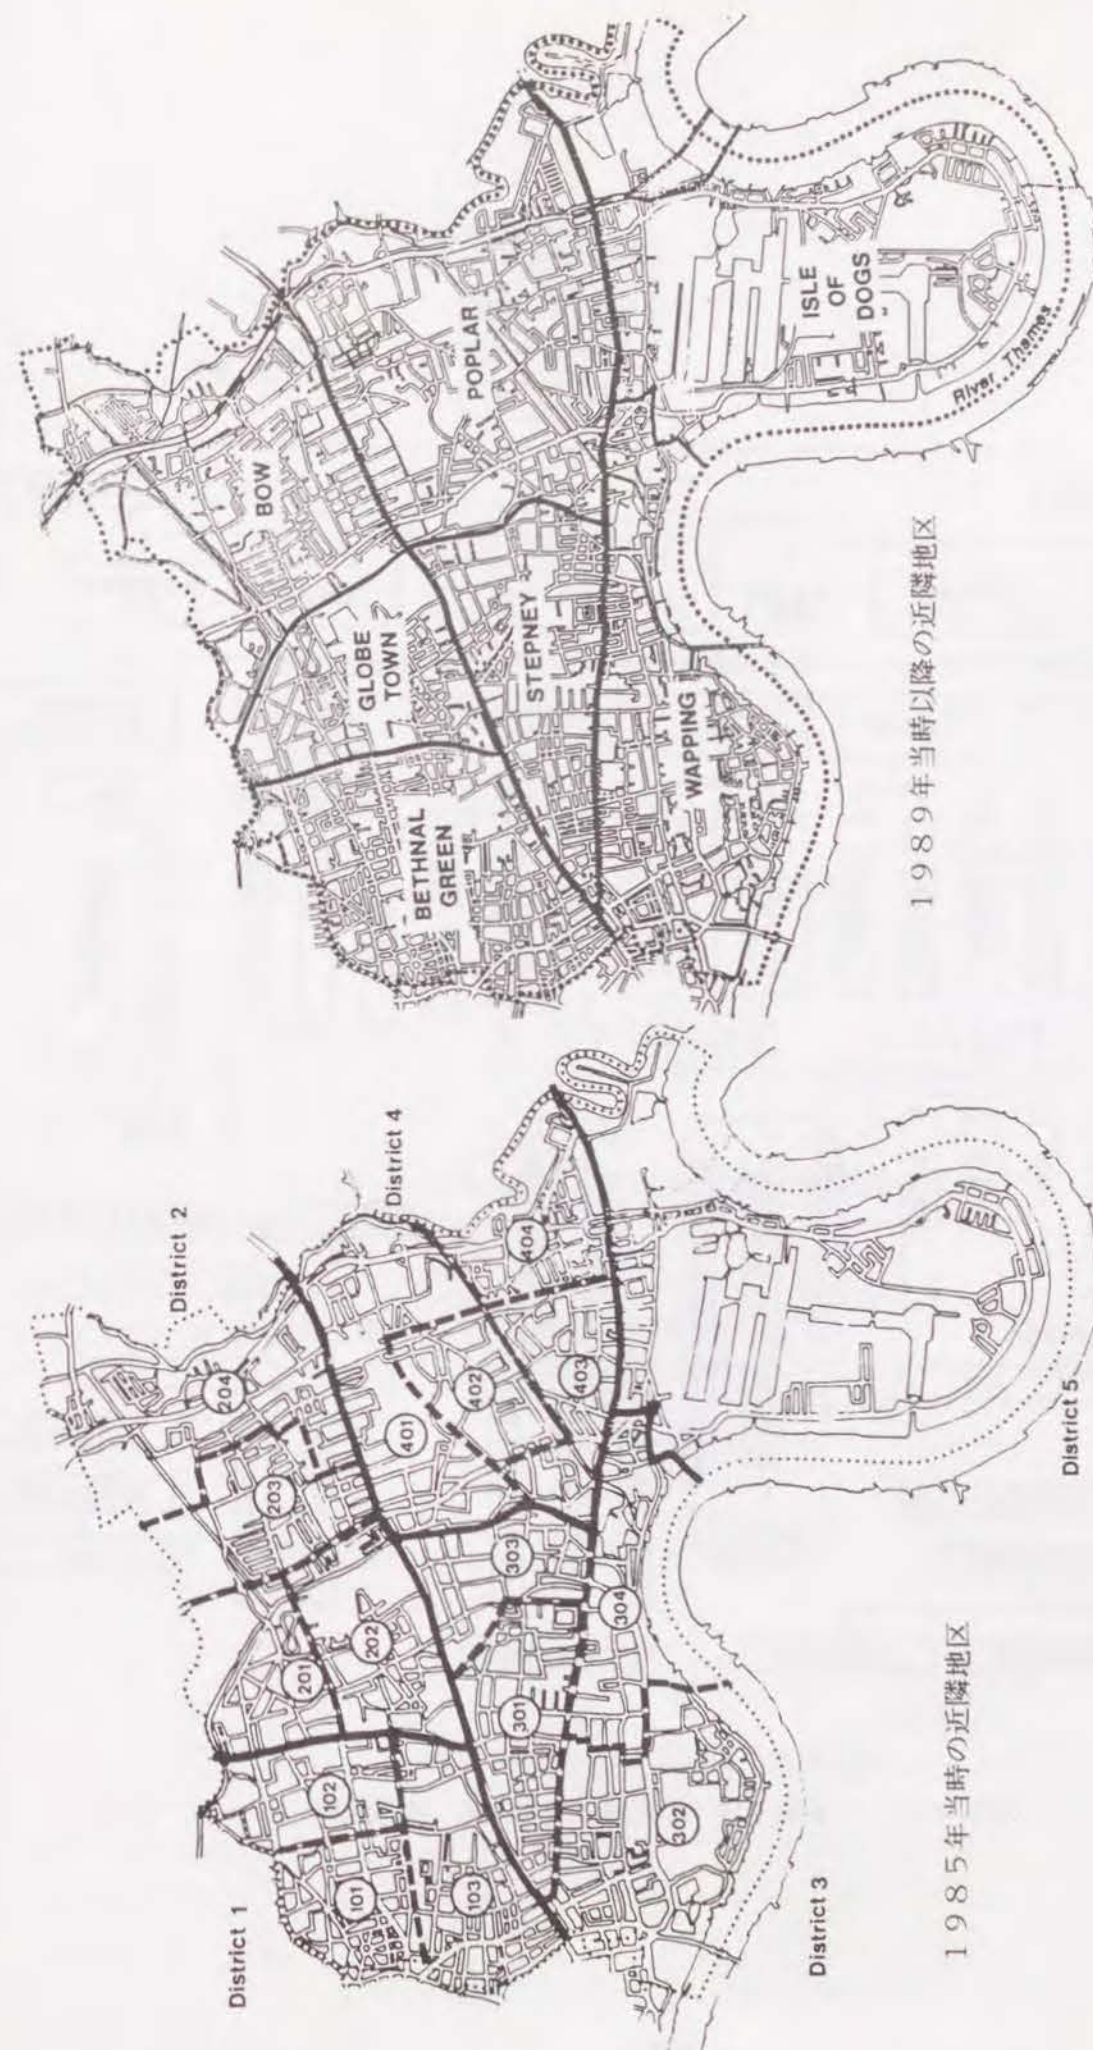 District 1
District 2
District 4
101
102
103
201
202
203
204
301
302
303
304
401
402
403
404
District 3
District 5
1985年当時の近隣地区
BETHNAL
GREEN
GLOBE
TOWN
BOW
POPLAR
STEPNEY
WAPPING
ISLE
OF
DOGS
River Thames
1989年当時以降の近隣地区